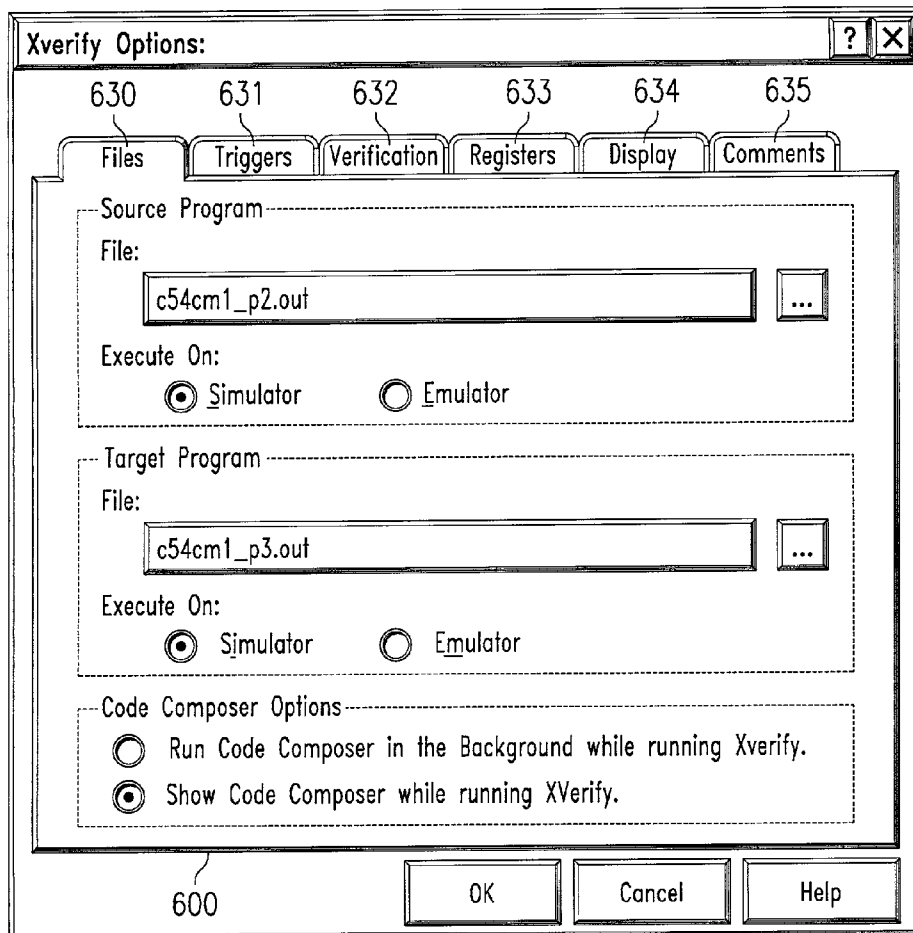 Xverify Options: ? X
630 631 632 633 634 635
Files Triggers Verification Registers Display Comments
Source Program
File:
c54cm1_p2.out ...
Execute On:
Simulator Emulator
Target Program
File:
c54cm1_p3.out ...
Execute On:
Simulator Emulator
Code Composer Options
Run Code Composer in the Background while running Xverify.
Show Code Composer while running XVerify.
600
OK Cancel Help